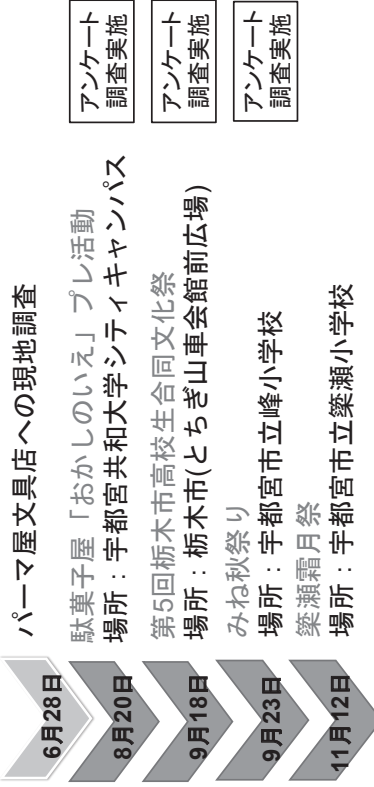 6月28日
パーマ屋文具店への現地調査
8月20日
駄菓子屋「おかしのいえ」プレ活動
場所：宇都宮共和大学シティキャンパス
アンケート
調査実施
9月18日
第5回栃木市高校生合同文化祭
場所：栃木市(とちぎ山車会館前広場)
アンケート
調査実施
9月23日
みね秋祭り
場所：宇都宮市立峰小学校
アンケート
調査実施
11月12日
簗瀬霜月祭
場所：宇都宮市立簗瀬小学校